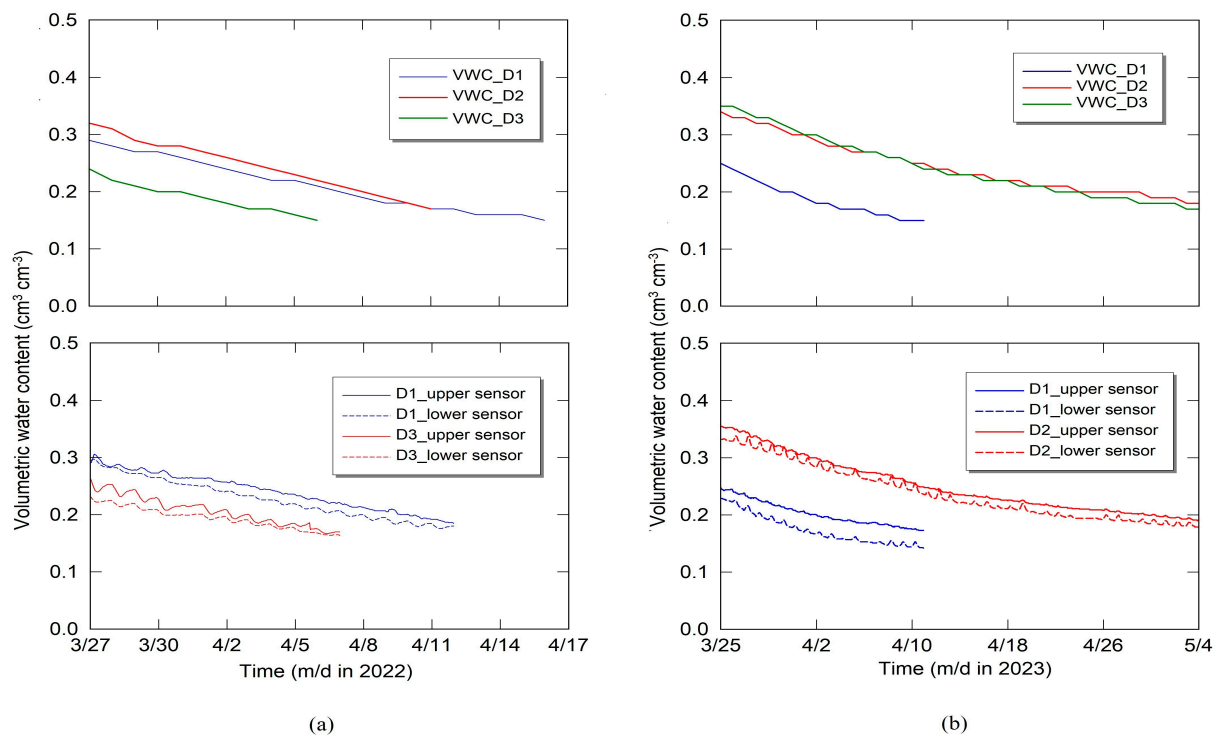 0.5
0.4
0.3
0.2
0.1
0.0
VWC_D1
VWC_D2
VWC_D3
0.5
0.4
0.3
0.2
0.1
0.0
D1_upper sensor
D1_lower sensor
D3_upper sensor
D3_lower sensor
3/27 3/30 4/2 4/5 4/8 4/11 4/14 4/17
Time (m/d in 2022)
Volumetric water content (cm³ cm⁻³)
(a)
0.5
0.4
0.3
0.2
0.1
0.0
VWC_D1
VWC_D2
VWC_D3
0.5
0.4
0.3
0.2
0.1
0.0
D1_upper sensor
D1_lower sensor
D2_upper sensor
D2_lower sensor
3/25 4/2 4/10 4/18 4/26 5/4
Time (m/d in 2023)
Volumetric water content (cm³ cm⁻³)
(b)